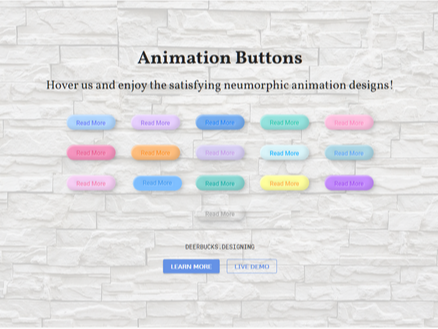 Animation Buttons
Hover us and enjoy the satisfying neumorphic animation designs!
Read More Read More Read More Read More Read More
Read More Read More Read More Read More Read More
Read More Read More Read More Read More Read More
Read More
DEERBUCKS.DESIGNING
LEARN MORE LIVE DEMO